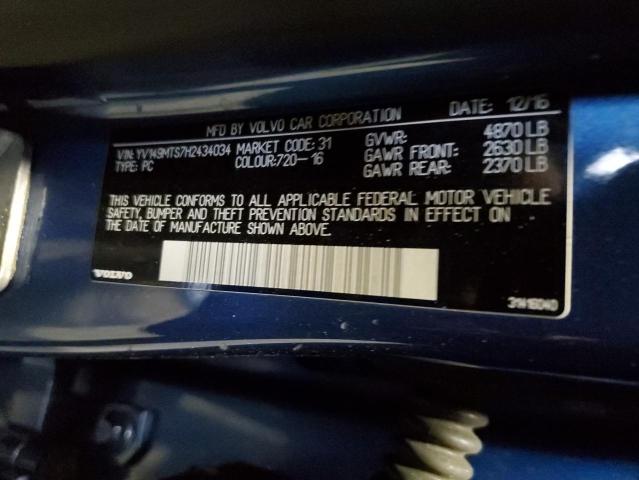 MFD BY VOLVO CAR CORPORATION DATE: 12/16
VIN: YV149MTS7H2434034 MARKET CODE: 31 GVWR: 4870 LB
TYPE: PC COLOUR: 720-16 GAWR FRONT: 2630 LB
GAWR REAR: 2370 LB
THIS VEHICLE CONFORMS TO ALL APPLICABLE FEDERAL MOTOR VEHICLE
SAFETY, BUMPER AND THEFT PREVENTION STANDARDS IN EFFECT ON
THE DATE OF MANUFACTURE SHOWN ABOVE.
VOLVO
31416040